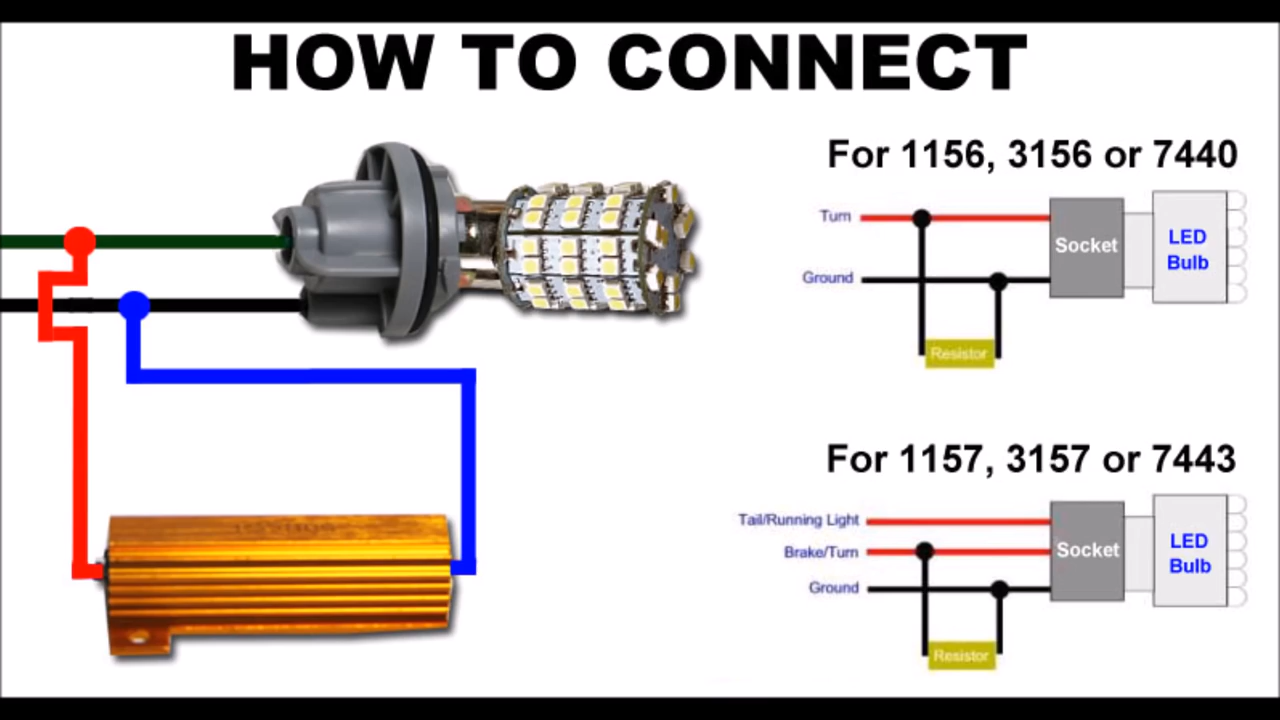 HOW TO CONNECT
For 1156, 3156 or 7440
Turn
Ground
Socket
LED
Bulb
Resistor
For 1157, 3157 or 7443
Tail/Running Light
Brake/Turn
Ground
Socket
LED
Bulb
Resistor